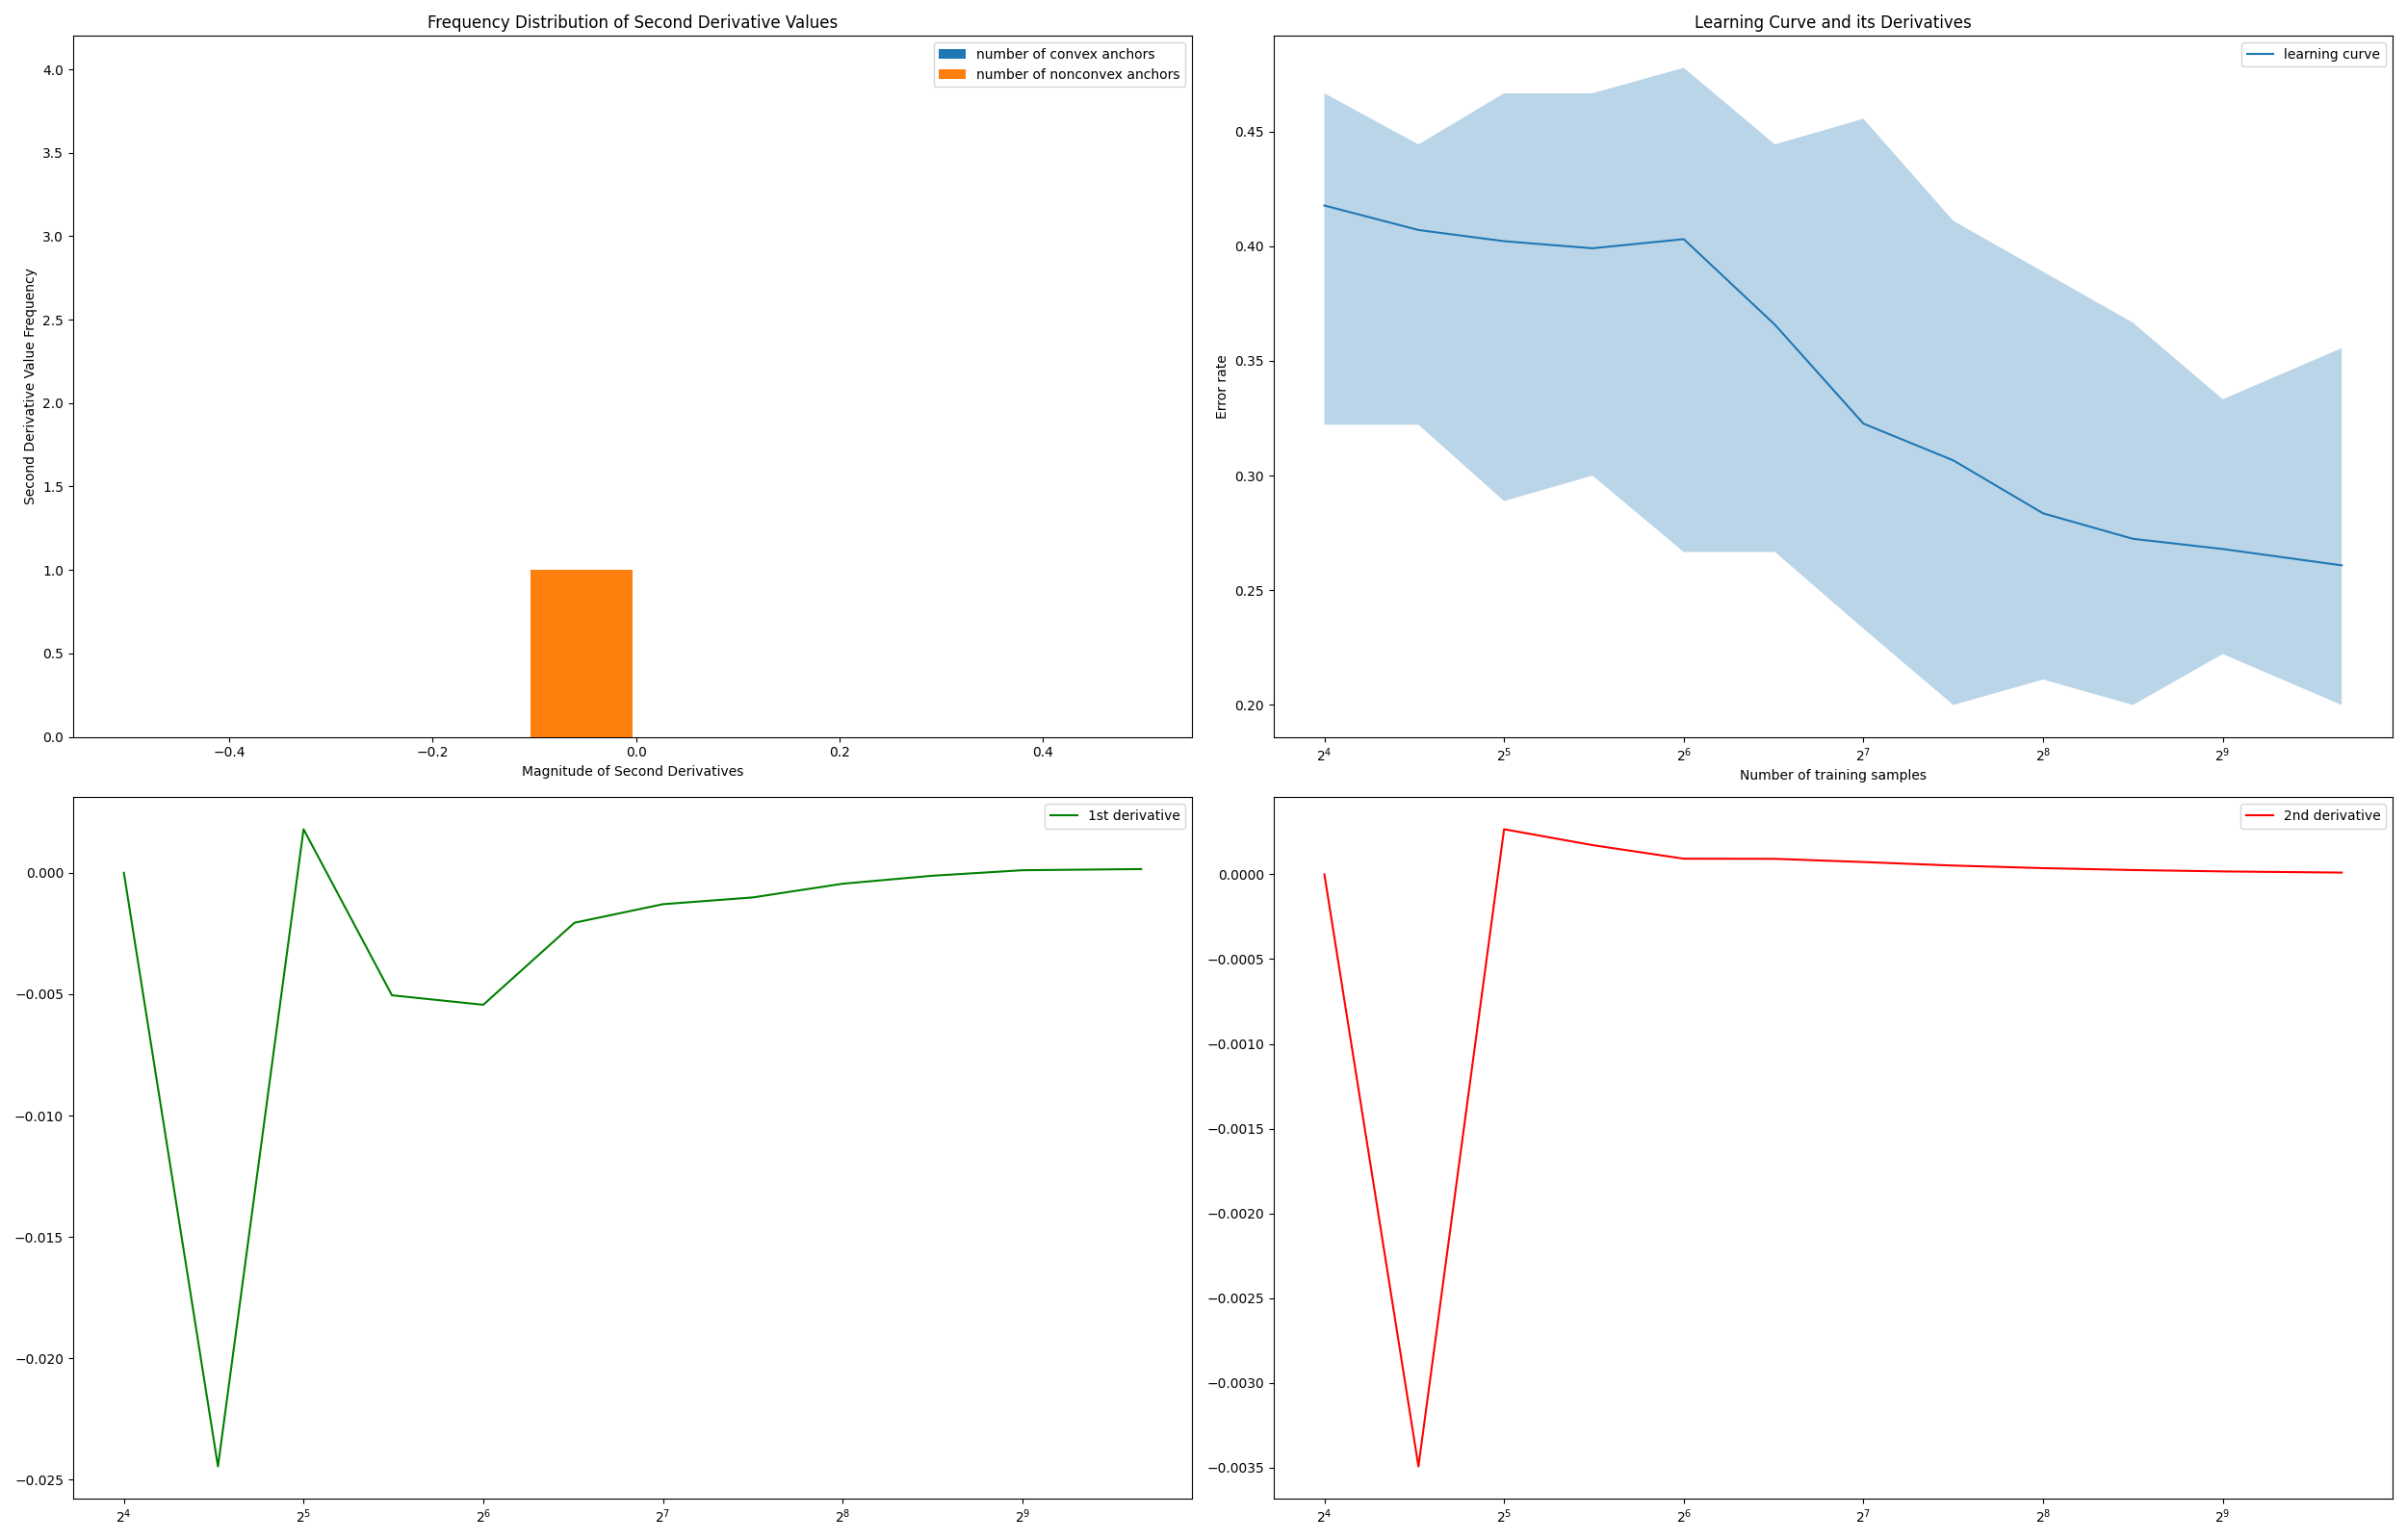 Frequency Distribution of Second Derivative Values
number of convex anchors
number of nonconvex anchors
Second Derivative Value Frequency
4.0
3.5
3.0
2.5
2.0
1.5
1.0
0.5
0.0
−0.4 −0.2 0.0 0.2 0.4
Magnitude of Second Derivatives
Learning Curve and its Derivatives
learning curve
Error rate
0.45
0.40
0.35
0.30
0.25
0.20
2⁴ 2⁵ 2⁶ 2⁷ 2⁸ 2⁹
Number of training samples
1st derivative
0.000
−0.005
−0.010
−0.015
−0.020
−0.025
2⁴ 2⁵ 2⁶ 2⁷ 2⁸ 2⁹
2nd derivative
0.0000
−0.0005
−0.0010
−0.0015
−0.0020
−0.0025
−0.0030
−0.0035
2⁴ 2⁵ 2⁶ 2⁷ 2⁸ 2⁹